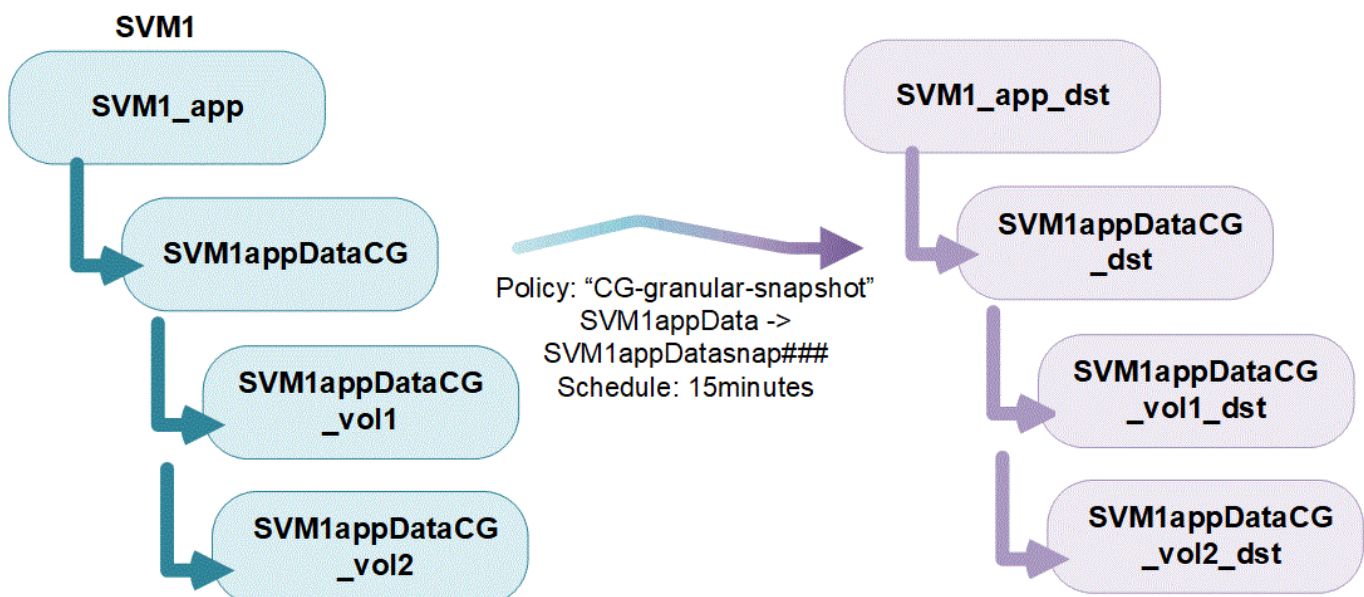 SVM1
SVM1_app
SVM1appDataCG
SVM1appDataCG
_vol1
SVM1appDataCG
_vol2
Policy: “CG-granular-snapshot”
SVM1appData ->
SVM1appDatasnap###
Schedule: 15minutes
SVM1_app_dst
SVM1appDataCG
_dst
SVM1appDataCG
_vol1_dst
SVM1appDataCG
_vol2_dst